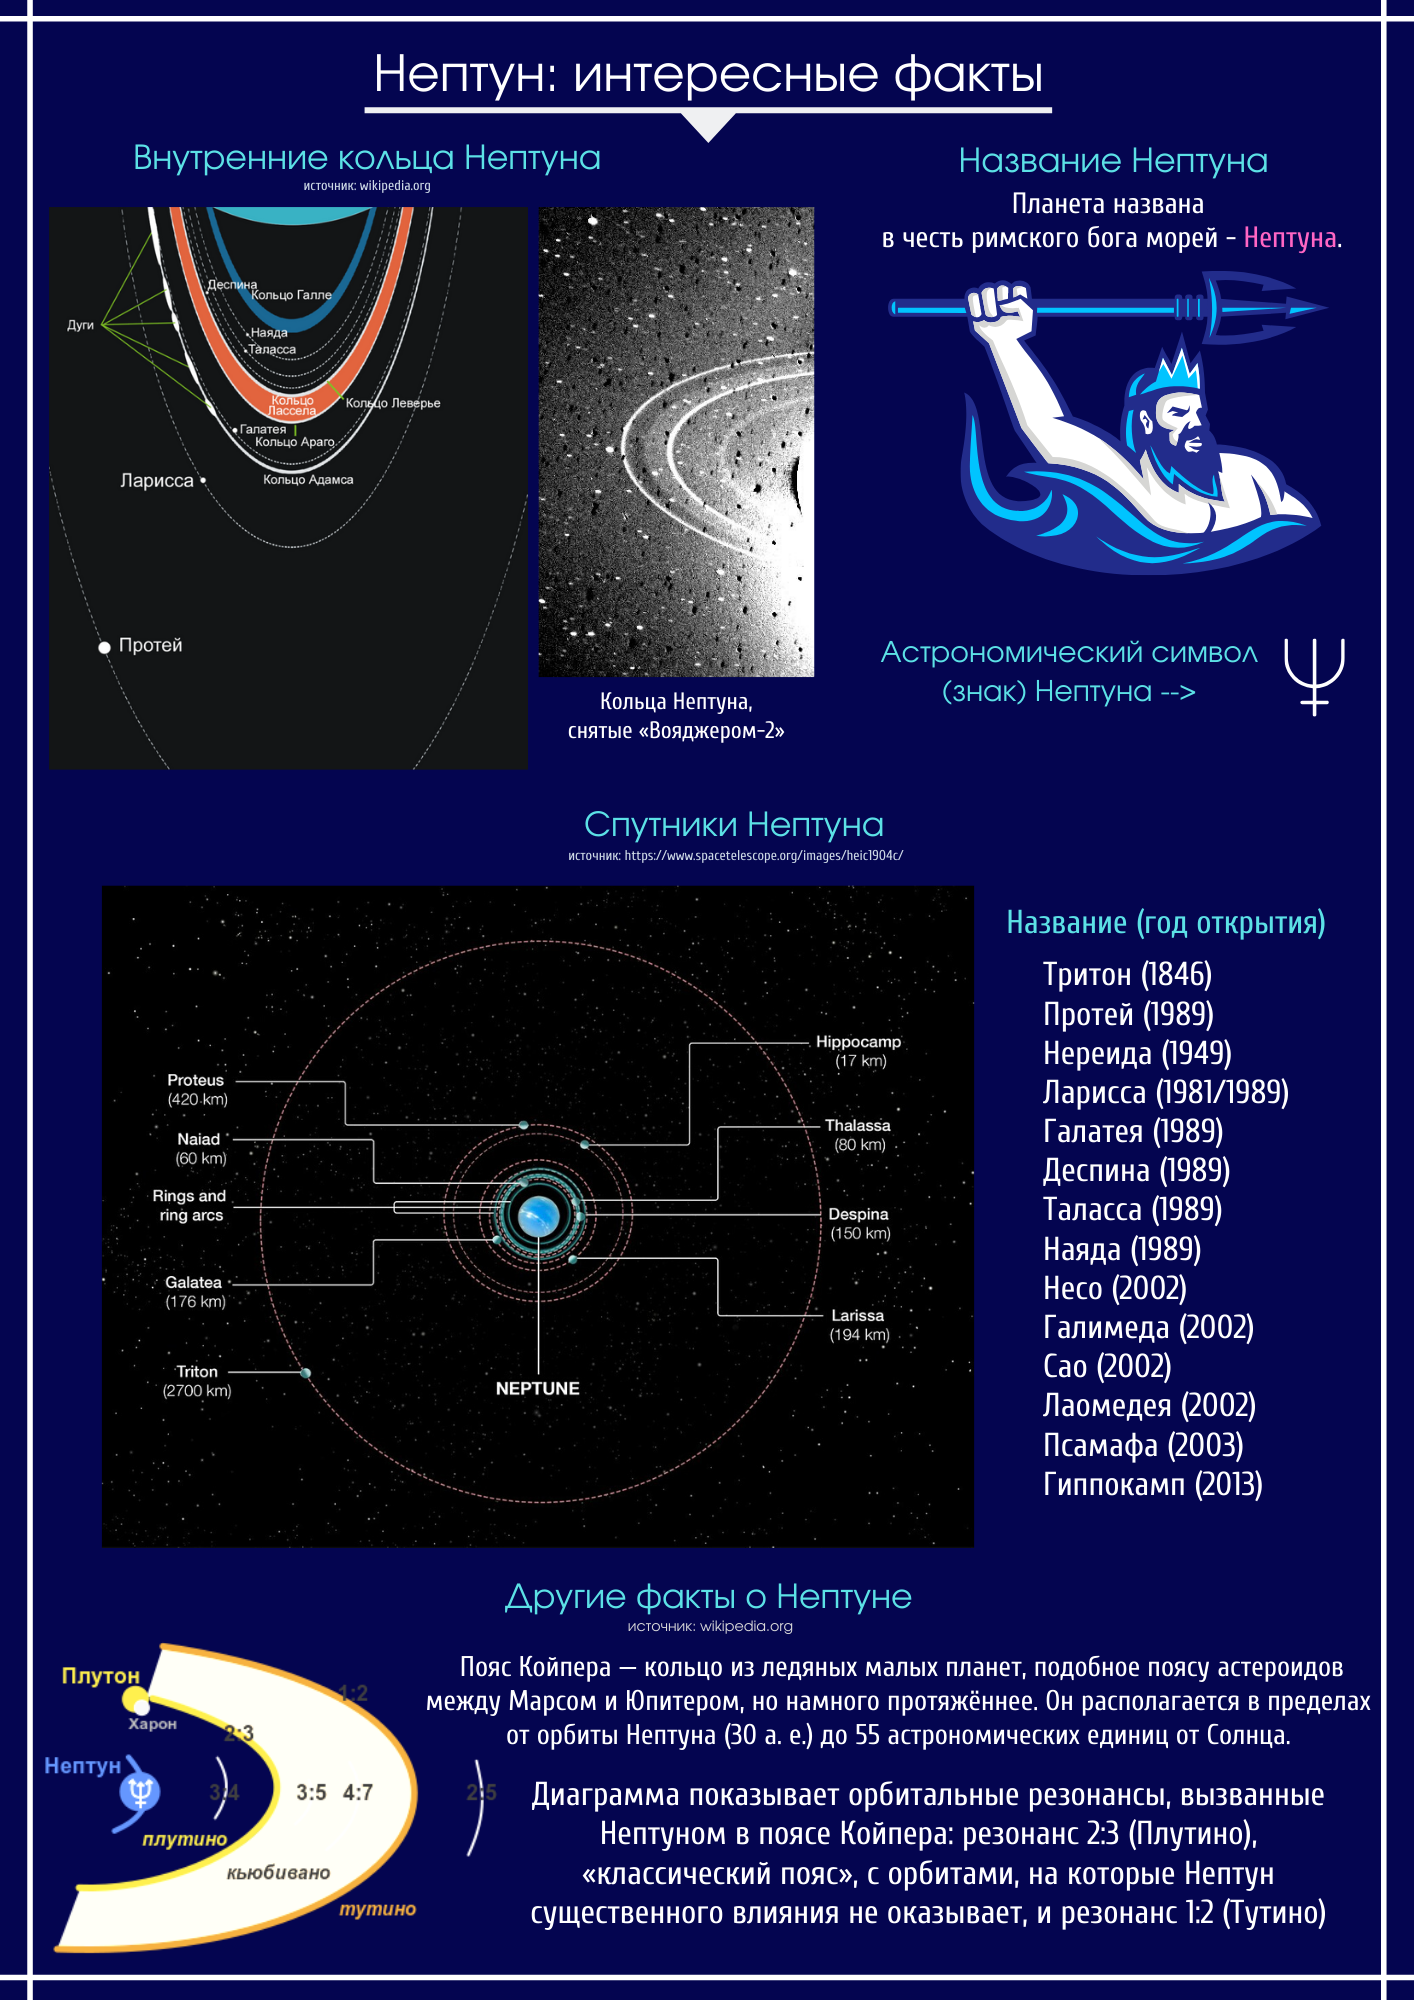 Нептун: интересные факты
Внутренние кольца Нептуна
источник: wikipedia.org
Деспина
Кольцо Галле
Дуги
Наяда
Таласса
Кольцо
Лассела
Кольцо Леверье
Галатея
Кольцо Араго
Кольцо Адамса
Ларисса
Протей
Кольца Нептуна,
снятые «Вояджером-2»
Название Нептуна
Планета названа
в честь римского бога морей - Нептуна.
Астрономический символ
(знак) Нептуна -->
Спутники Нептуна
источник: https://www.spacetelescope.org/images/heic1904c/
Proteus
(420 km)
Naiad
(60 km)
Rings and
ring arcs
Galatea
(176 km)
Triton
(2700 km)
NEPTUNE
Hippocamp
(17 km)
Thalassa
(80 km)
Despina
(150 km)
Larissa
(194 km)
Название (год открытия)
Тритон (1846)
Протей (1989)
Нереида (1949)
Ларисса (1981/1989)
Галатея (1989)
Деспина (1989)
Таласса (1989)
Наяда (1989)
Несо (2002)
Галимеда (2002)
Сао (2002)
Лаомедея (2002)
Псамафа (2003)
Гиппокамп (2013)
Другие факты о Нептуне
источник: wikipedia.org
Плутон
Харон
Нептун
1:2
2:3
3:4
3:5
4:7
2:5
плутино
кьюбивано
тутино
Пояс Койпера — кольцо из ледяных малых планет, подобное поясу астероидов
между Марсом и Юпитером, но намного протяжённее. Он располагается в пределах
от орбиты Нептуна (30 а. е.) до 55 астрономических единиц от Солнца.
Диаграмма показывает орбитальные резонансы, вызванные
Нептуном в поясе Койпера: резонанс 2:3 (Плутино),
«классический пояс», с орбитами, на которые Нептун
существенного влияния не оказывает, и резонанс 1:2 (Тутино)